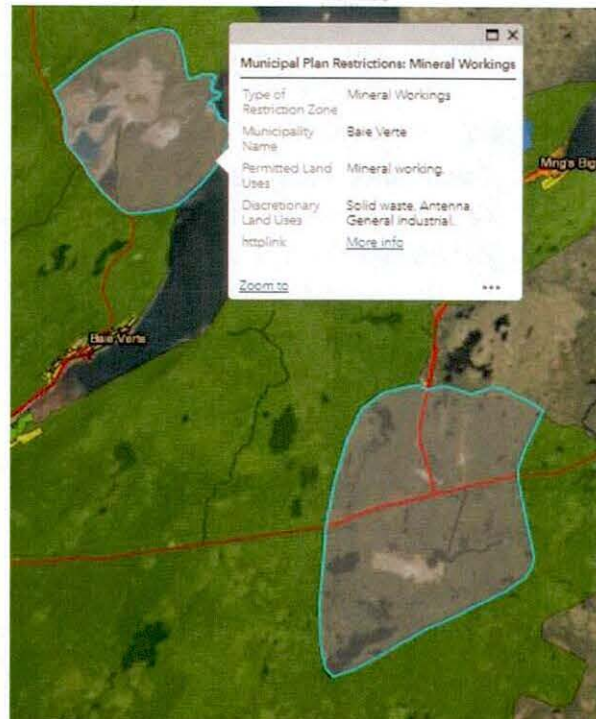 Municipal Plan Restrictions: Mineral Workings
Type of Restriction Zone Mineral Workings
Municipality Name Baie Verte
Permitted Land Uses Mineral working.
Discretionary Land Uses Solid waste. Antenna. General industrial.
httplink More info
Zoom to •••
Ming's Big
Baie Verte